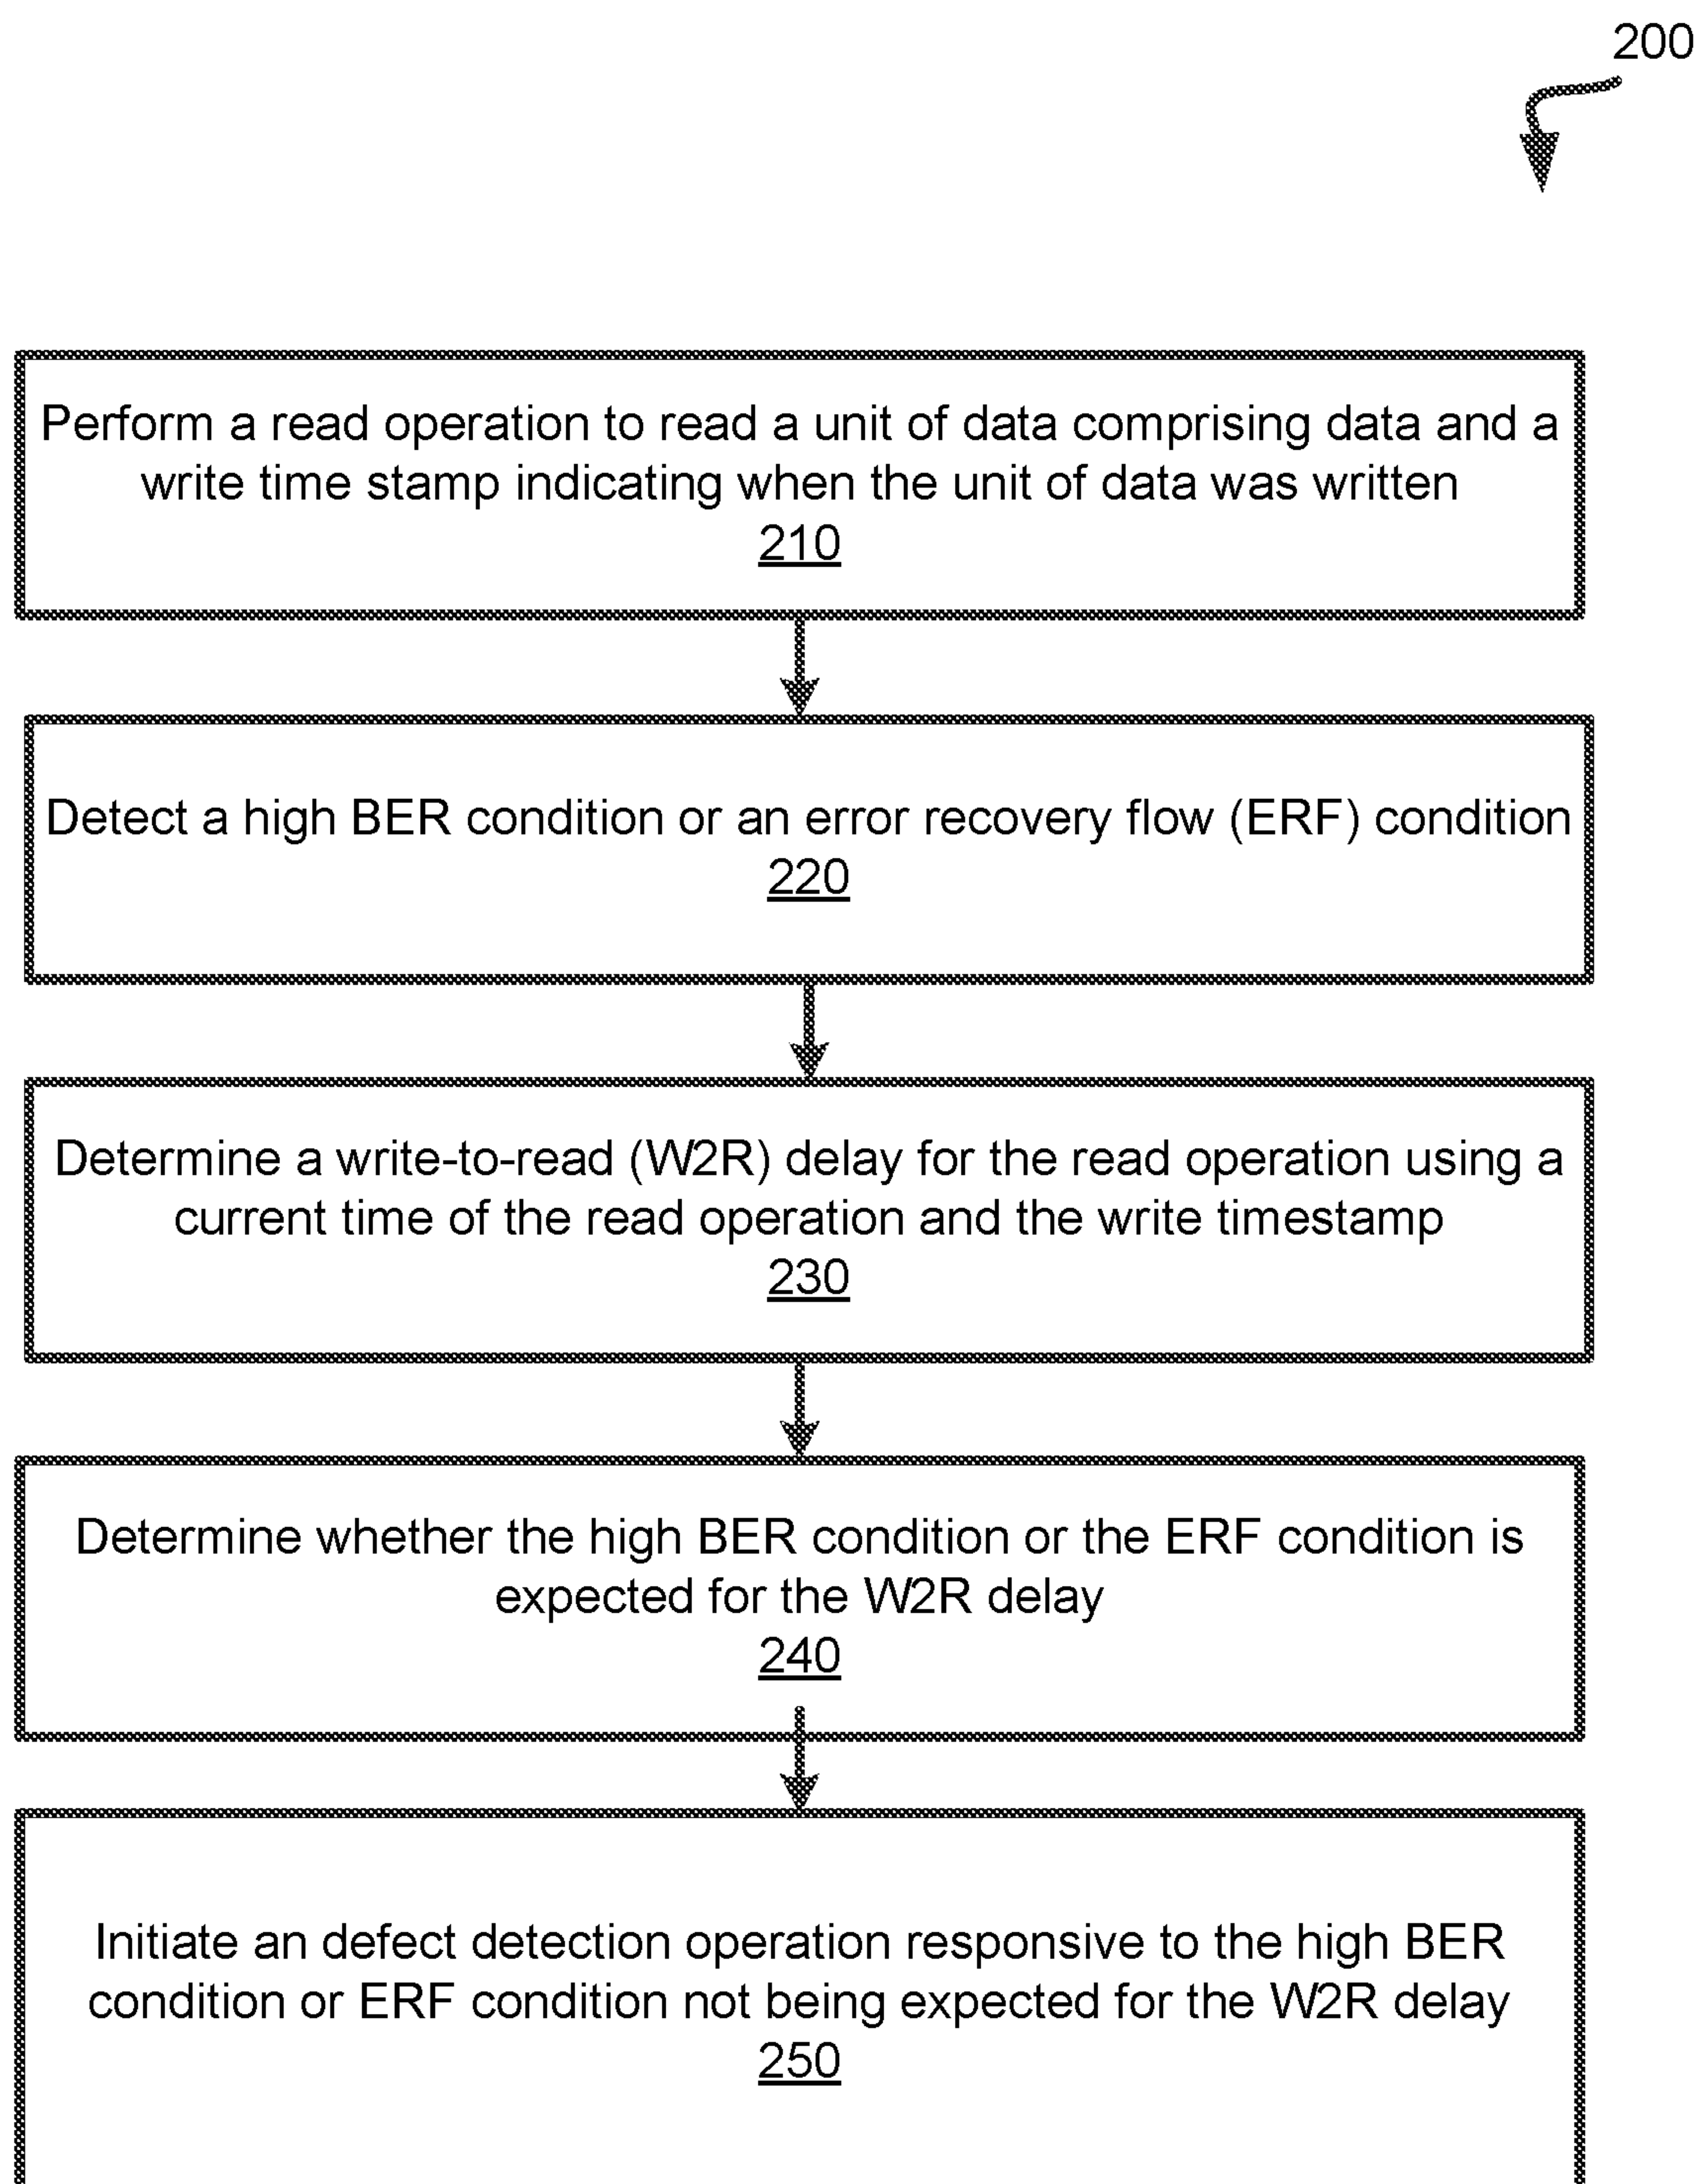 200
Perform a read operation to read a unit of data comprising data and a
write time stamp indicating when the unit of data was written
210
Detect a high BER condition or an error recovery flow (ERF) condition
220
Determine a write-to-read (W2R) delay for the read operation using a
current time of the read operation and the write timestamp
230
Determine whether the high BER condition or the ERF condition is
expected for the W2R delay
240
Initiate an defect detection operation responsive to the high BER
condition or ERF condition not being expected for the W2R delay
250